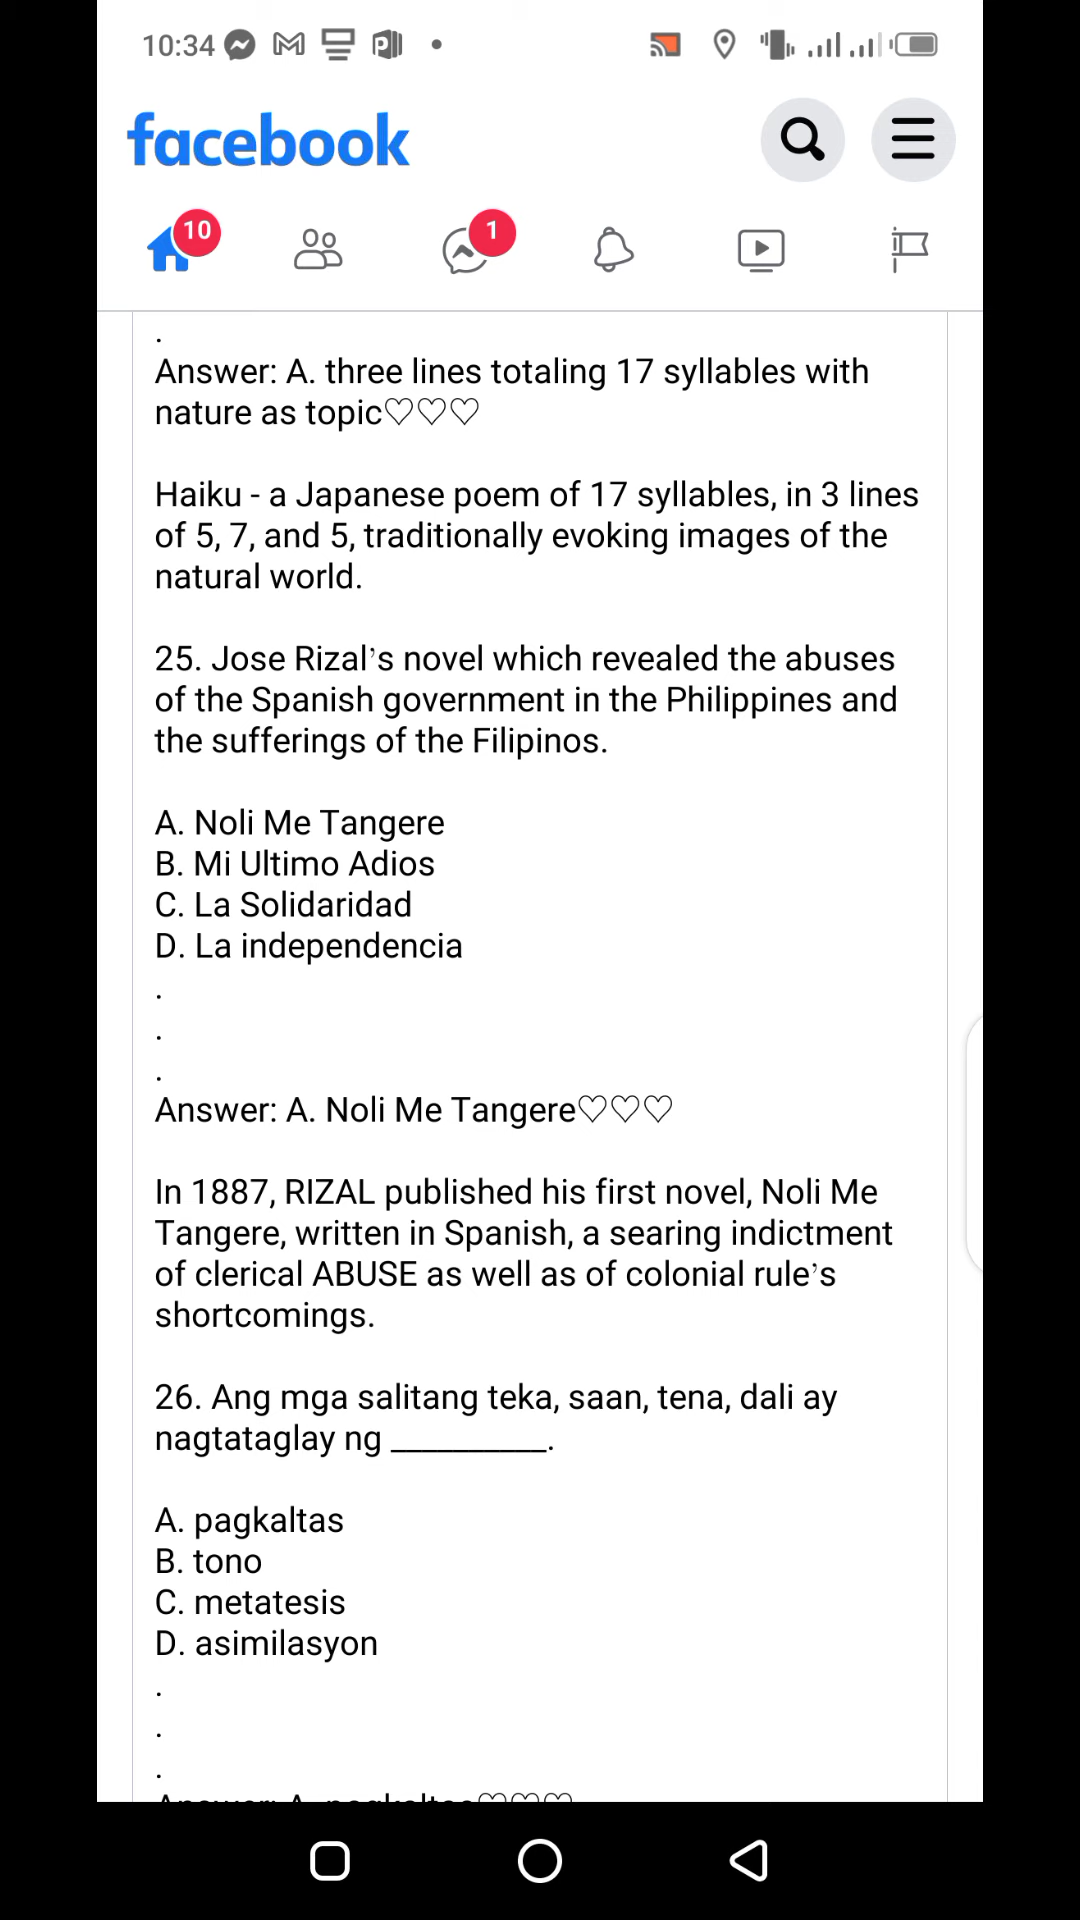 10:34
facebook
10
1
.
Answer: A. three lines totaling 17 syllables with
nature as topic♡♡♡
Haiku - a Japanese poem of 17 syllables, in 3 lines
of 5, 7, and 5, traditionally evoking images of the
natural world.
25. Jose Rizal’s novel which revealed the abuses
of the Spanish government in the Philippines and
the sufferings of the Filipinos.
A. Noli Me Tangere
B. Mi Ultimo Adios
C. La Solidaridad
D. La independencia
.
.
.
Answer: A. Noli Me Tangere♡♡♡
In 1887, RIZAL published his first novel, Noli Me
Tangere, written in Spanish, a searing indictment
of clerical ABUSE as well as of colonial rule’s
shortcomings.
26. Ang mga salitang teka, saan, tena, dali ay
nagtataglay ng _________.
A. pagkaltas
B. tono
C. metatesis
D. asimilasyon
.
.
.
Answer: A. pagkaltas♡♡♡